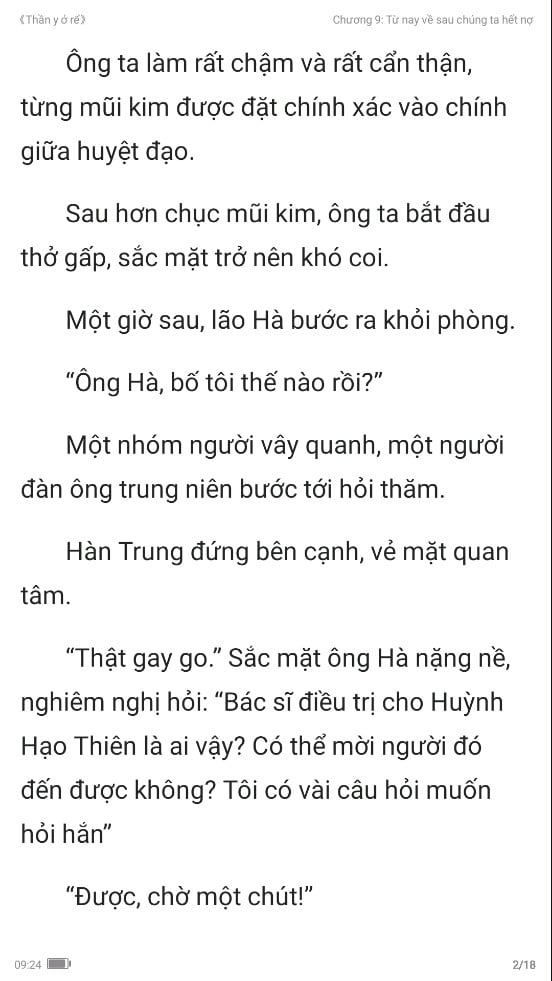 《Thần y ở rể》 Chương 9: Từ nay về sau chúng ta hết nợ
Ông ta làm rất chậm và rất cẩn thận,
từng mũi kim được đặt chính xác vào chính
giữa huyệt đạo.
Sau hơn chục mũi kim, ông ta bắt đầu
thở gấp, sắc mặt trở nên khó coi.
Một giờ sau, lão Hà bước ra khỏi phòng.
“Ông Hà, bố tôi thế nào rồi?”
Một nhóm người vây quanh, một người
đàn ông trung niên bước tới hỏi thăm.
Hàn Trung đứng bên cạnh, vẻ mặt quan
tâm.
“Thật gay go.” Sắc mặt ông Hà nặng nề,
nghiêm nghị hỏi: “Bác sĩ điều trị cho Huỳnh
Hạo Thiên là ai vậy? Có thể mời người đó
đến được không? Tôi có vài câu hỏi muốn
hỏi hắn”
“Được, chờ một chút!”
09:24 2/18